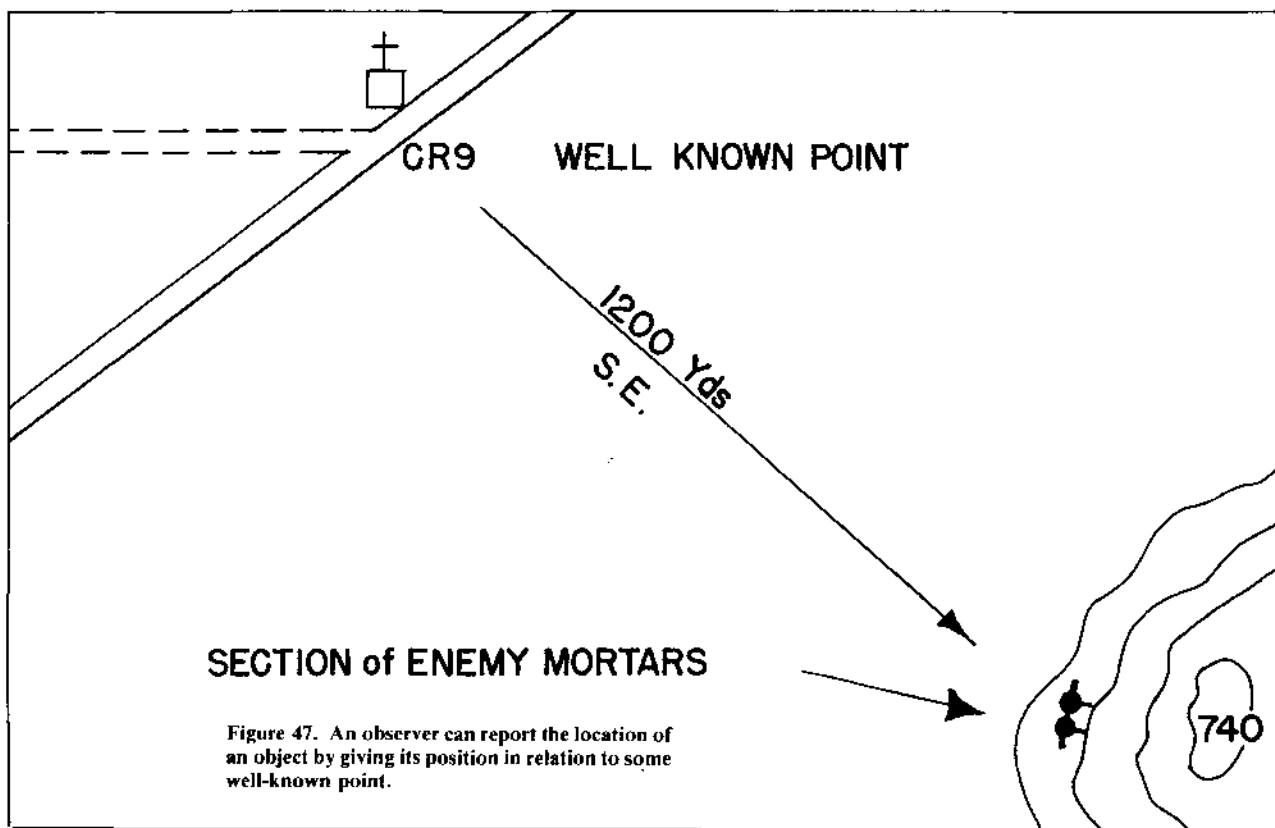 CR9 WELL KNOWN POINT
1200 Yds
S.E.
SECTION of ENEMY MORTARS
740
Figure 47. An observer can report the location of
an object by giving its position in relation to some
well-known point.